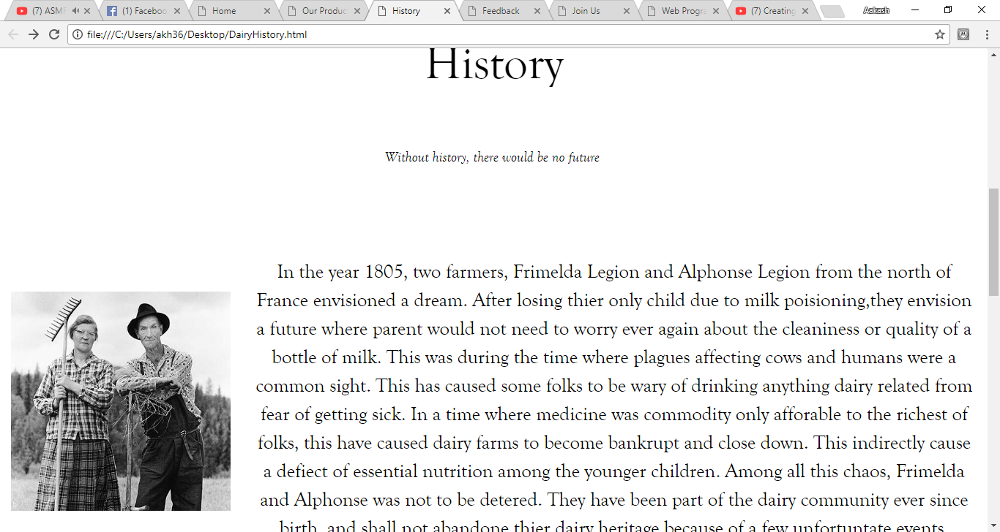 (7) ASMR
(1) Facebook
Home
Our Produc
History
Feedback
Join Us
Web Progra
(7) Creating
Aakash
file:///C:/Users/akh36/Desktop/DairyHistory.html
History
Without history, there would be no future
In the year 1805, two farmers, Frimelda Legion and Alphonse Legion from the north of
France envisioned a dream. After losing thier only child due to milk poisioning,they envision
a future where parent would not need to worry ever again about the cleaniness or quality of a
bottle of milk. This was during the time where plagues affecting cows and humans were a
common sight. This has caused some folks to be wary of drinking anything dairy related from
fear of getting sick. In a time where medicine was commodity only afforable to the richest of
folks, this have caused dairy farms to become bankrupt and close down. This indirectly cause
a defiect of essential nutrition among the younger children. Among all this chaos, Frimelda
and Alphonse was not to be detered. They have been part of the dairy community ever since
birth, and shall not abandone thier dairy heritage because of a few unfortuntate events